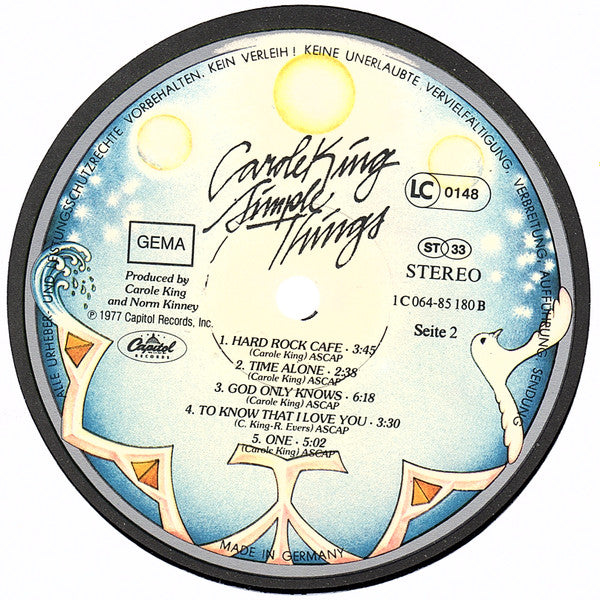 ALLE URHEBER- UND LEISTUNGSSCHUTZRECHTE VORBEHALTEN. KEIN VERLEIH! KEINE UNERLAUBTE VERVIELFÄLTIGUNG, VERBREITUNG, AUFFÜHRUNG, SENDUNG
Carole King
Simple
Things
GEMA
LC 0148
Produced by
Carole King
and Norm Kinney
℗ 1977 Capitol Records, Inc.
Capitol
RECORDS
ST 33
STEREO
1 C 064-85 180 B
Seite 2
1. HARD ROCK CAFE · 3:45
(Carole King) ASCAP
2. TIME ALONE · 2:38
(Carole King) ASCAP
3. GOD ONLY KNOWS · 6:18
(Carole King) ASCAP
4. TO KNOW THAT I LOVE YOU · 3:30
(C. King-R. Evers) ASCAP
5. ONE · 5:02
(Carole King) ASCAP
MADE IN GERMANY